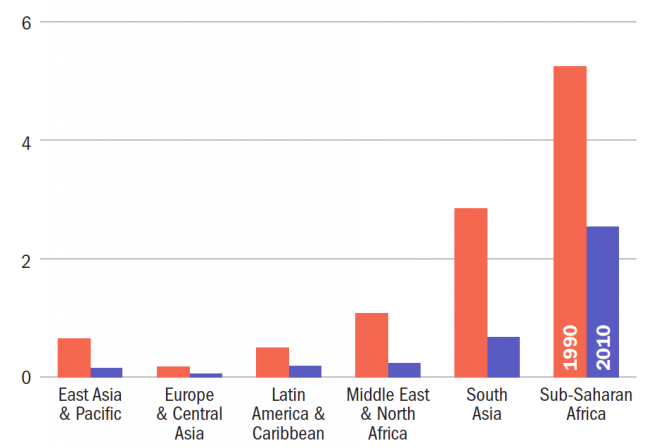 6
4
2
0
1990
2010
East Asia
& Pacific
Europe
& Central
Asia
Latin
America &
Caribbean
Middle East
& North
Africa
South
Asia
Sub-Saharan
Africa